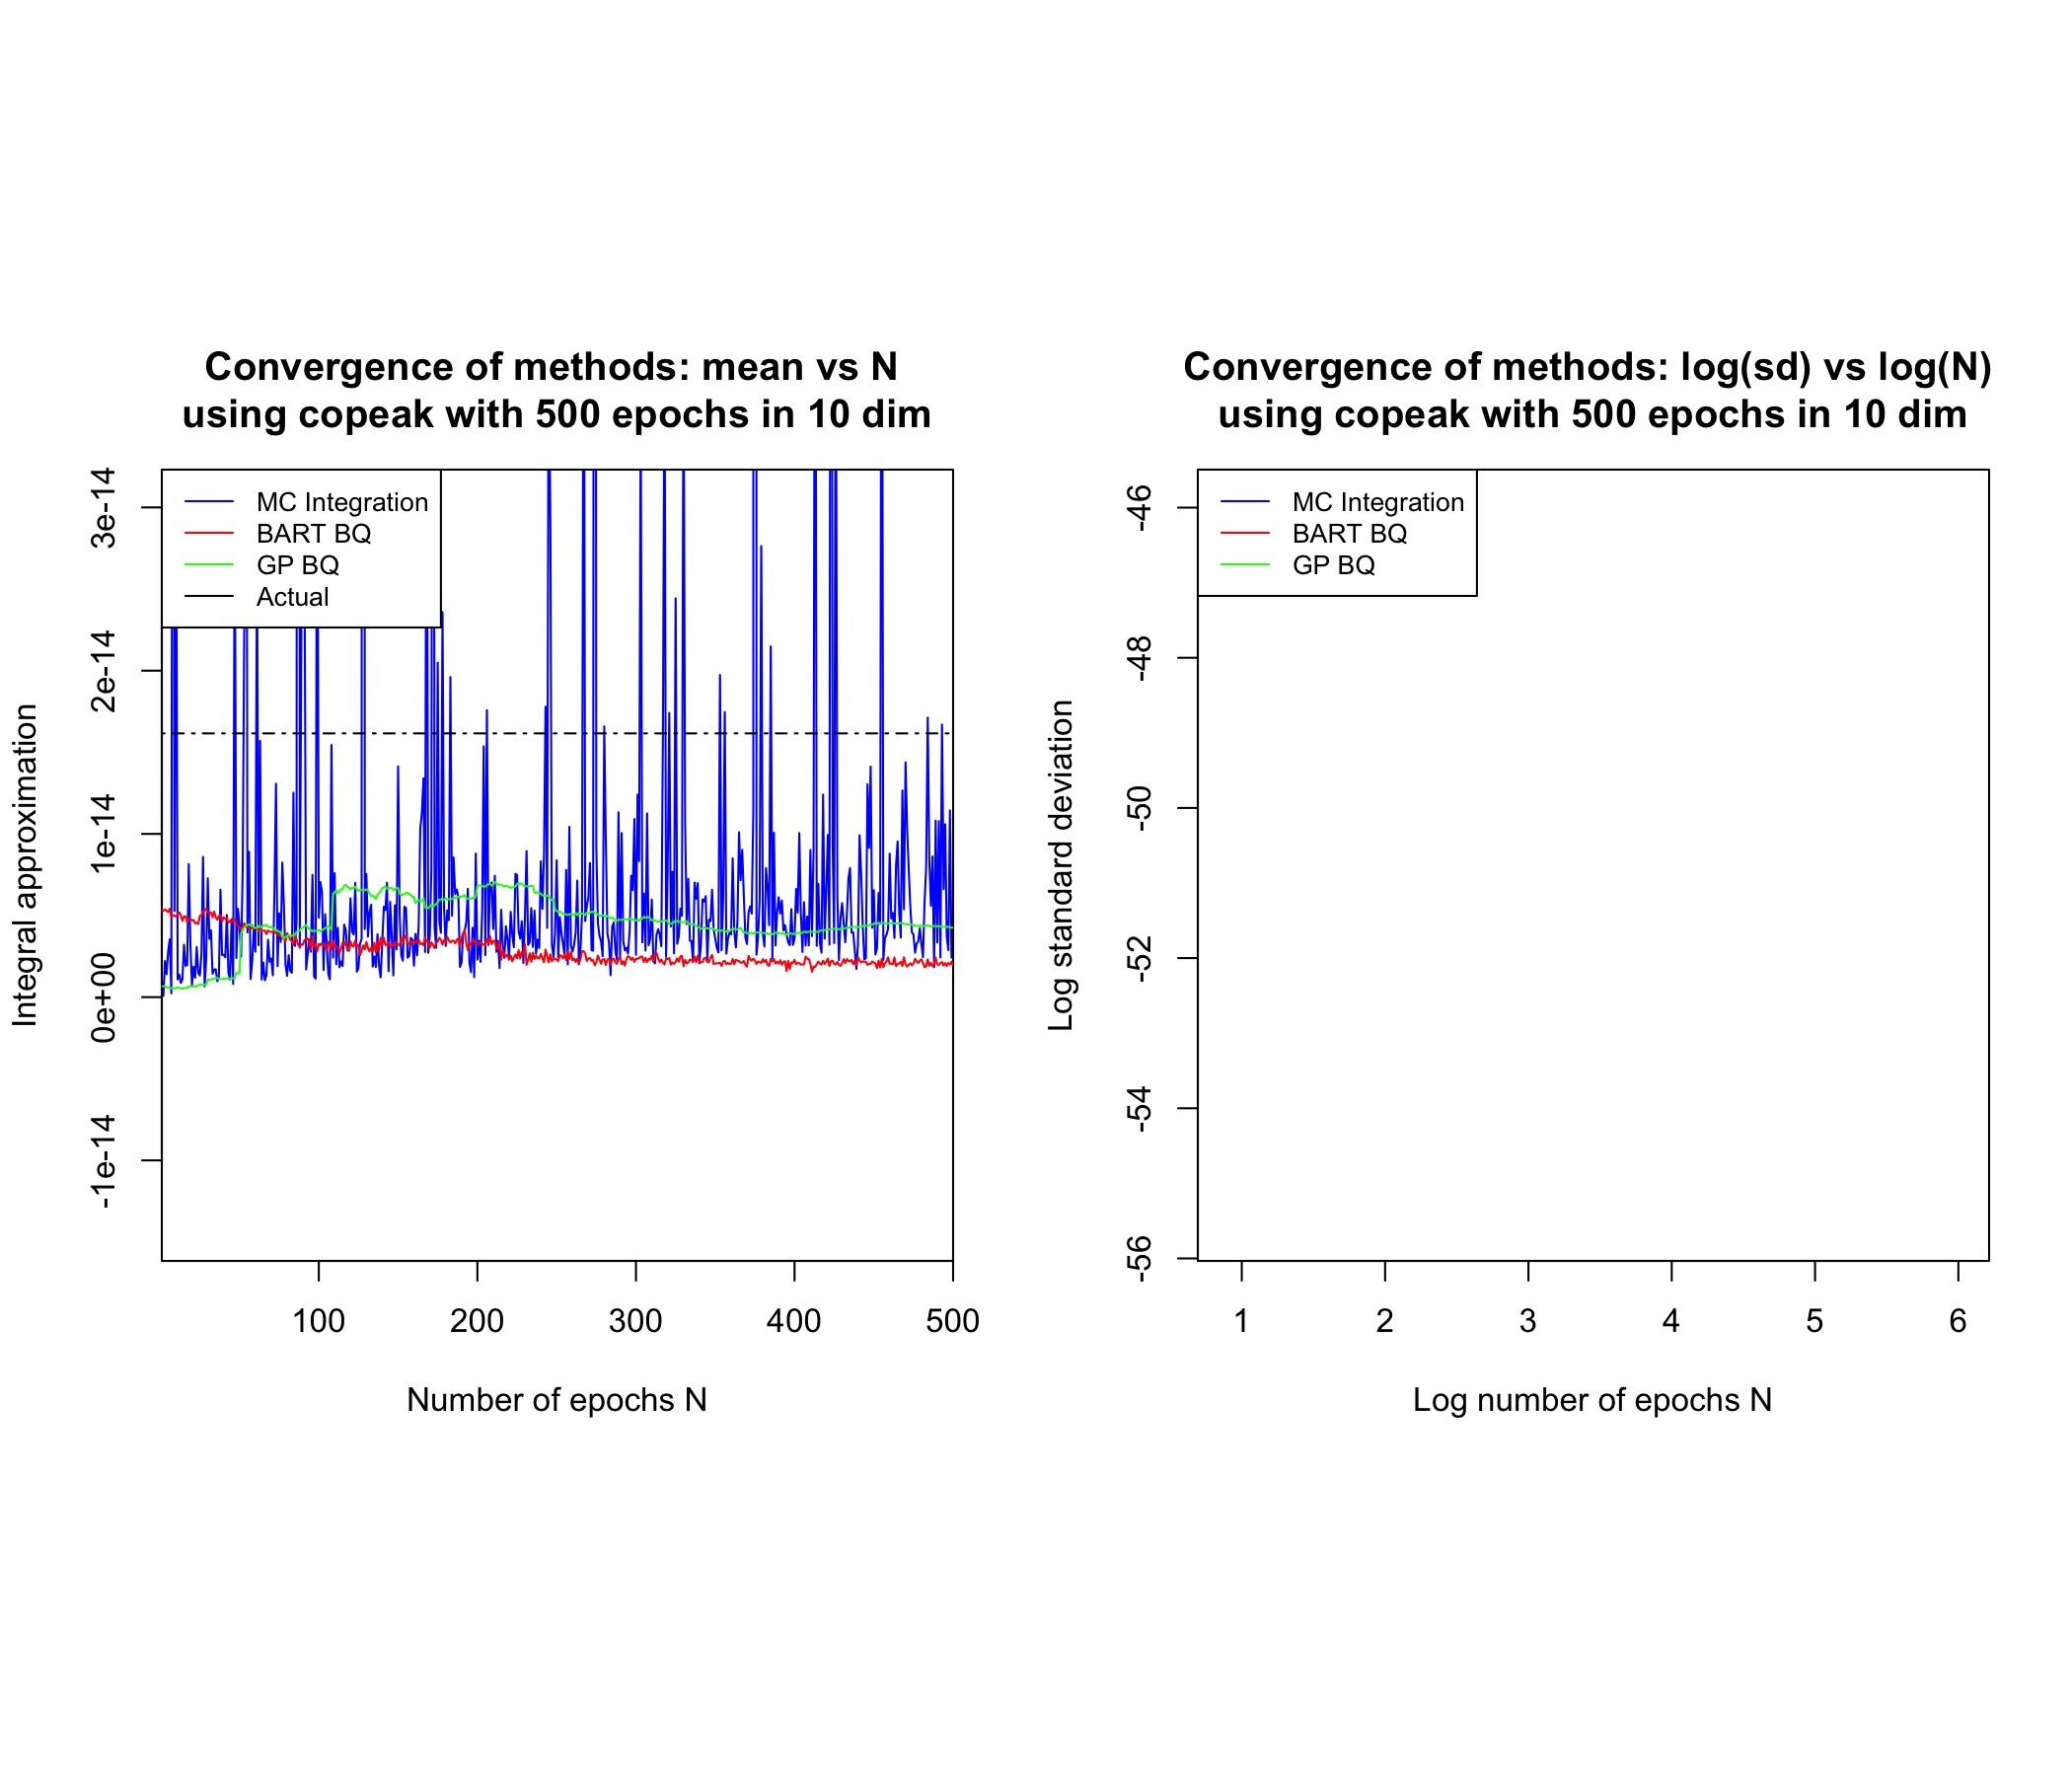 Convergence of methods: mean vs N
using copeak with 500 epochs in 10 dim
3e-14
2e-14
1e-14
0e+00
-1e-14
Integral approximation
MC Integration
BART BQ
GP BQ
Actual
100 200 300 400 500
Number of epochs N
Convergence of methods: log(sd) vs log(N)
using copeak with 500 epochs in 10 dim
-46
-48
-50
-52
-54
-56
Log standard deviation
MC Integration
BART BQ
GP BQ
1 2 3 4 5 6
Log number of epochs N